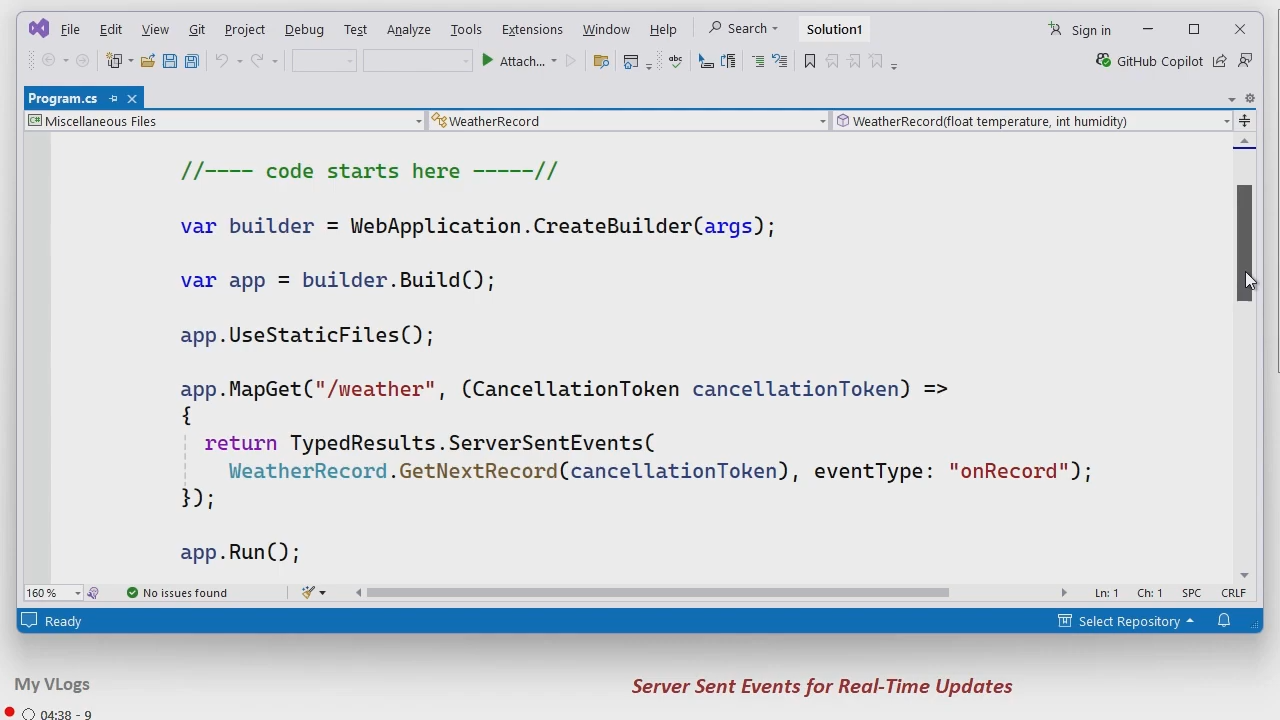 File Edit View Git Project Debug Test Analyze Tools Extensions Window Help Search Solution1 Sign in
Attach... abc GitHub Copilot
Program.cs
C# Miscellaneous Files WeatherRecord WeatherRecord(float temperature, int humidity)
//---- code starts here -----//
var builder = WebApplication.CreateBuilder(args);
var app = builder.Build();
app.UseStaticFiles();
app.MapGet("/weather", (CancellationToken cancellationToken) =>
{
return TypedResults.ServerSentEvents(
WeatherRecord.GetNextRecord(cancellationToken), eventType: "onRecord");
});
app.Run();
160 % No issues found Ln: 1 Ch: 1 SPC CRLF
Ready Select Repository
My VLogs
Server Sent Events for Real-Time Updates
04:38 - 9